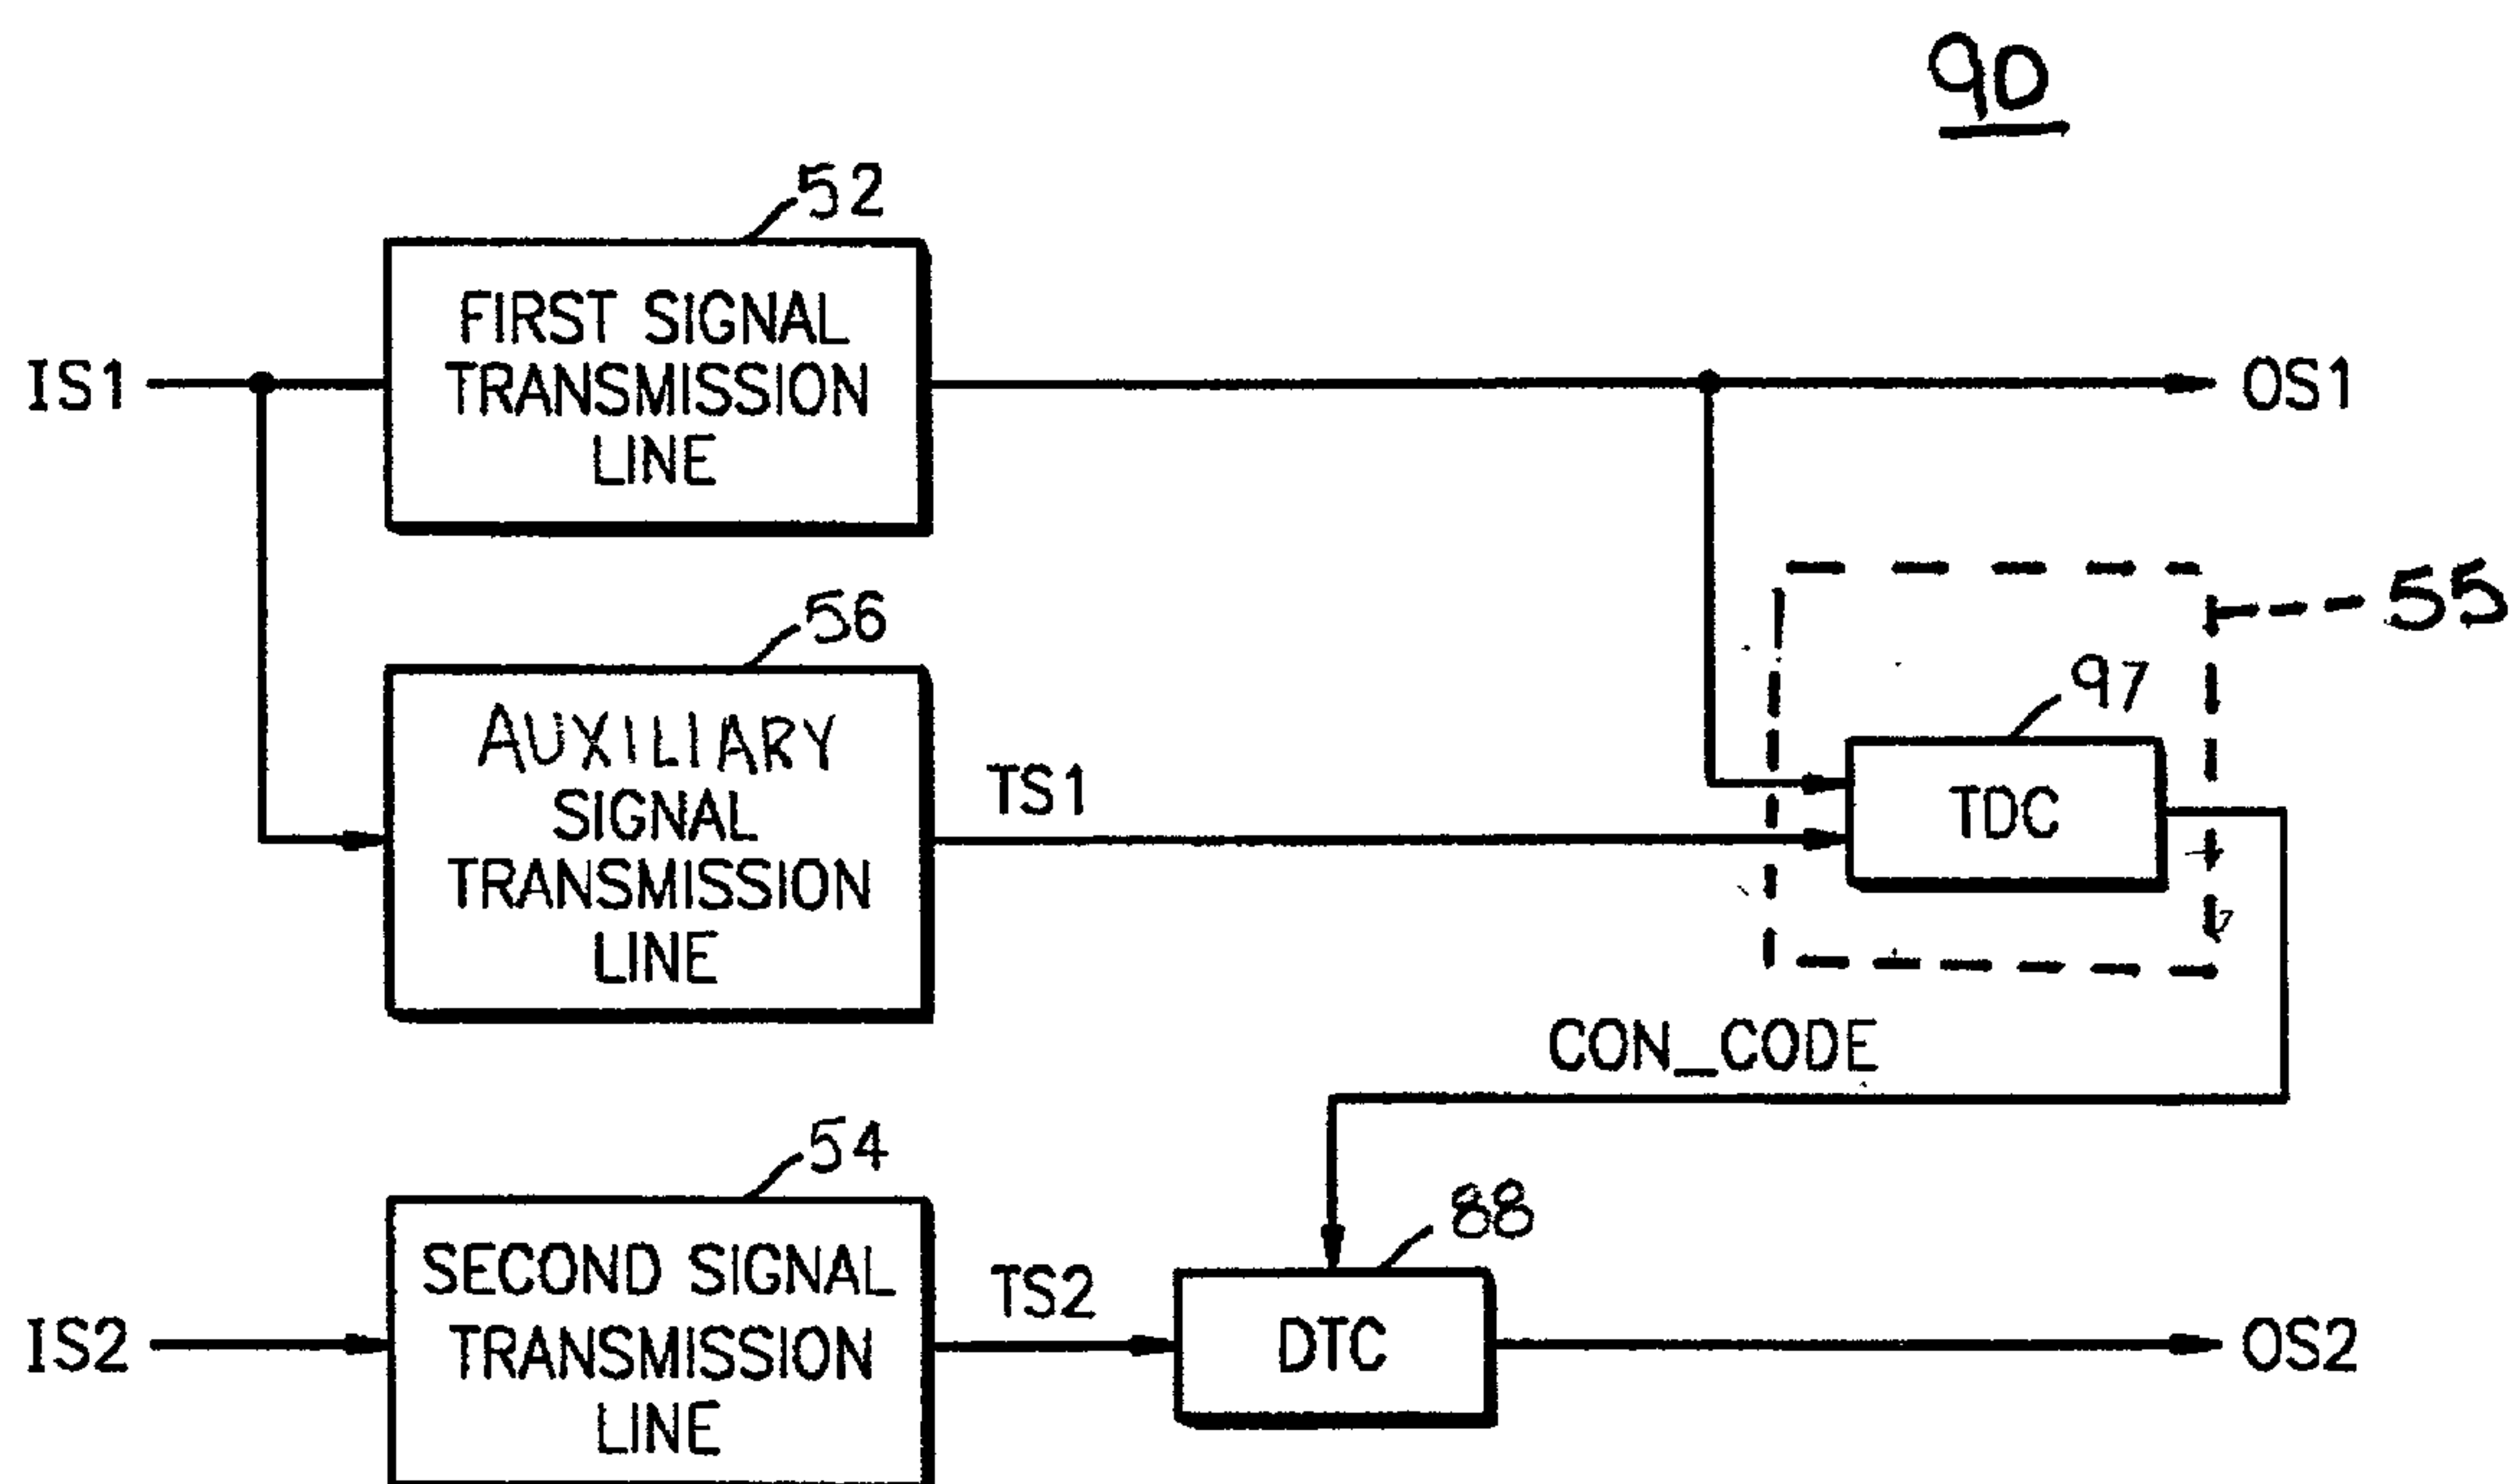 90
52
FIRST SIGNAL
TRANSMISSION
LINE
IS1
OS1
55
56
AUXILIARY
SIGNAL
TRANSMISSION
LINE
TS1
97
TDC
CON_CODE
54
SECOND SIGNAL
TRANSMISSION
LINE
IS2
TS2
88
DTC
OS2